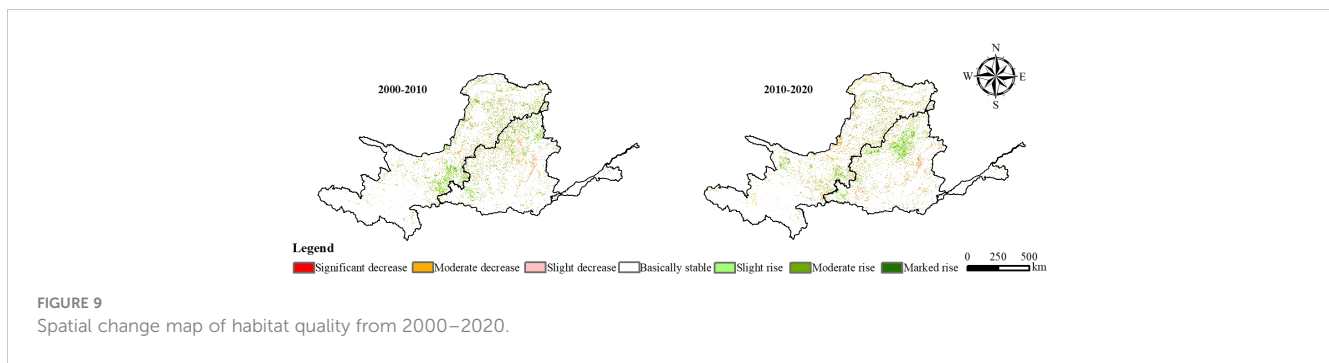 N
2000-2010
2010-2020
W
E
S
Legend
Significant decrease Moderate decrease Slight decrease Basically stable Slight rise Moderate rise Marked rise
0 250 500
km
FIGURE 9
Spatial change map of habitat quality from 2000–2020.